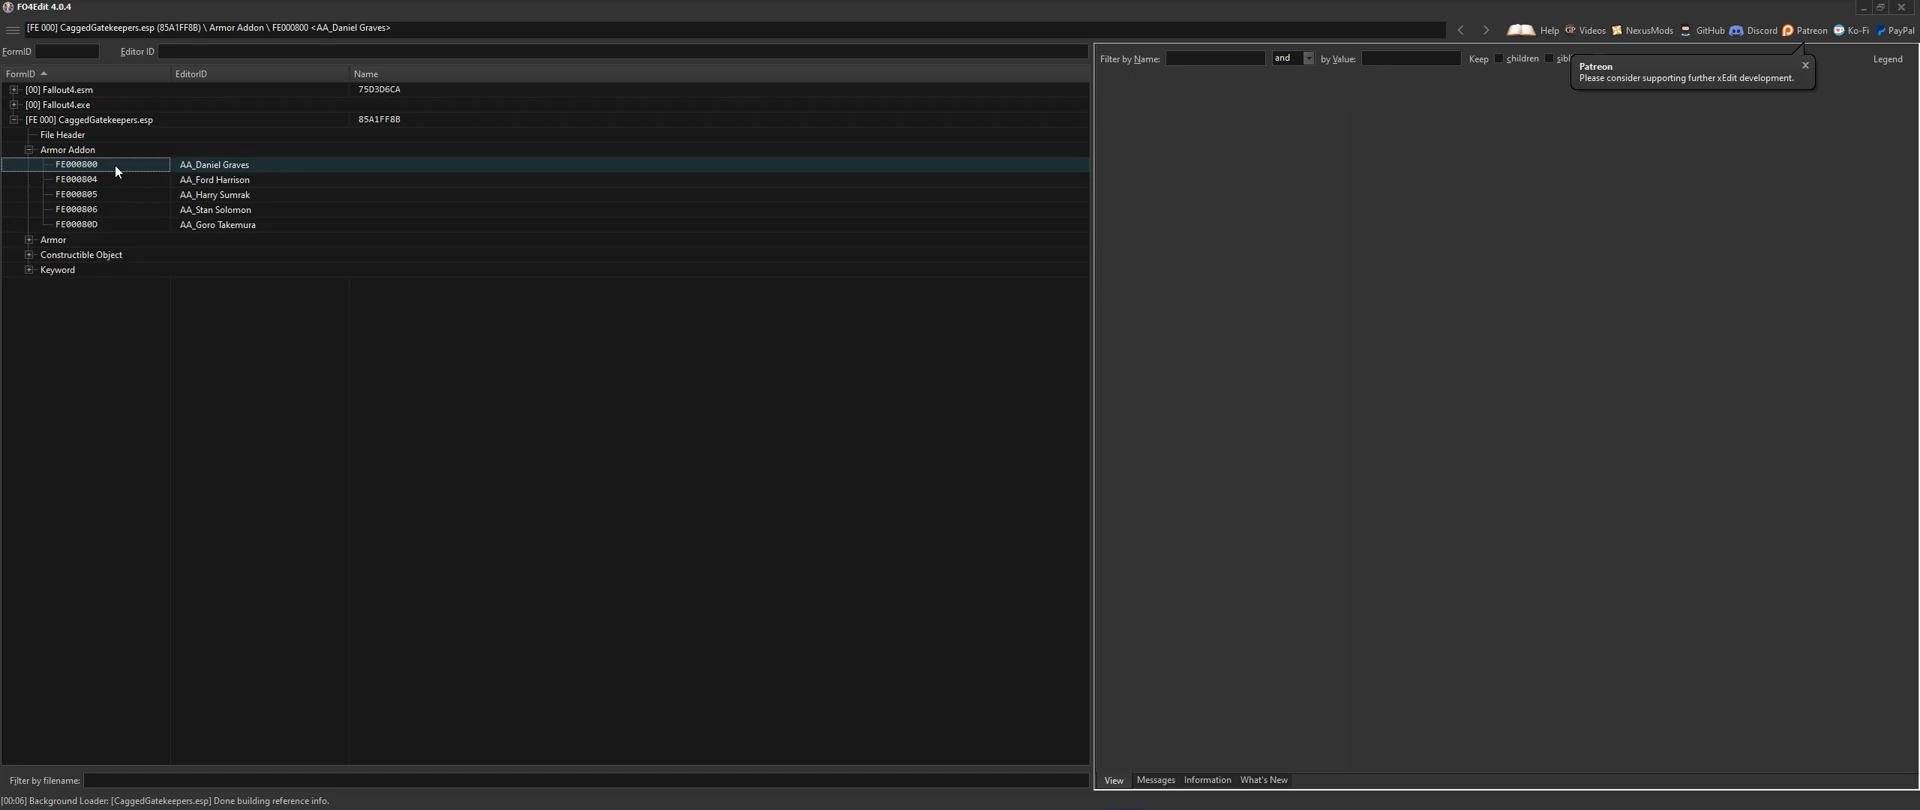 FO4Edit 4.0.4
[FE 000] CaggedGatekeepers.esp (85A1FF8B) \ Armor Addon \ FE000800 <AA_Daniel Graves>
Help Videos NexusMods GitHub Discord Patreon Ko-Fi PayPal
FormID Editor ID
Filter by Name: and by Value: Keep children sibl Legend
Patreon
Please consider supporting further xEdit development.
FormID EditorID Name
[00] Fallout4.esm 75D3D6CA
[00] Fallout4.exe
[FE 000] CaggedGatekeepers.esp 85A1FF8B
File Header
Armor Addon
FE000800 AA_Daniel Graves
FE000804 AA_Ford Harrison
FE000805 AA_Harry Sumrak
FE000806 AA_Stan Solomon
FE00080D AA_Goro Takemura
Armor
Constructible Object
Keyword
Filter by filename:
View Messages Information What's New
[00:06] Background Loader: [CaggedGatekeepers.esp] Done building reference info.